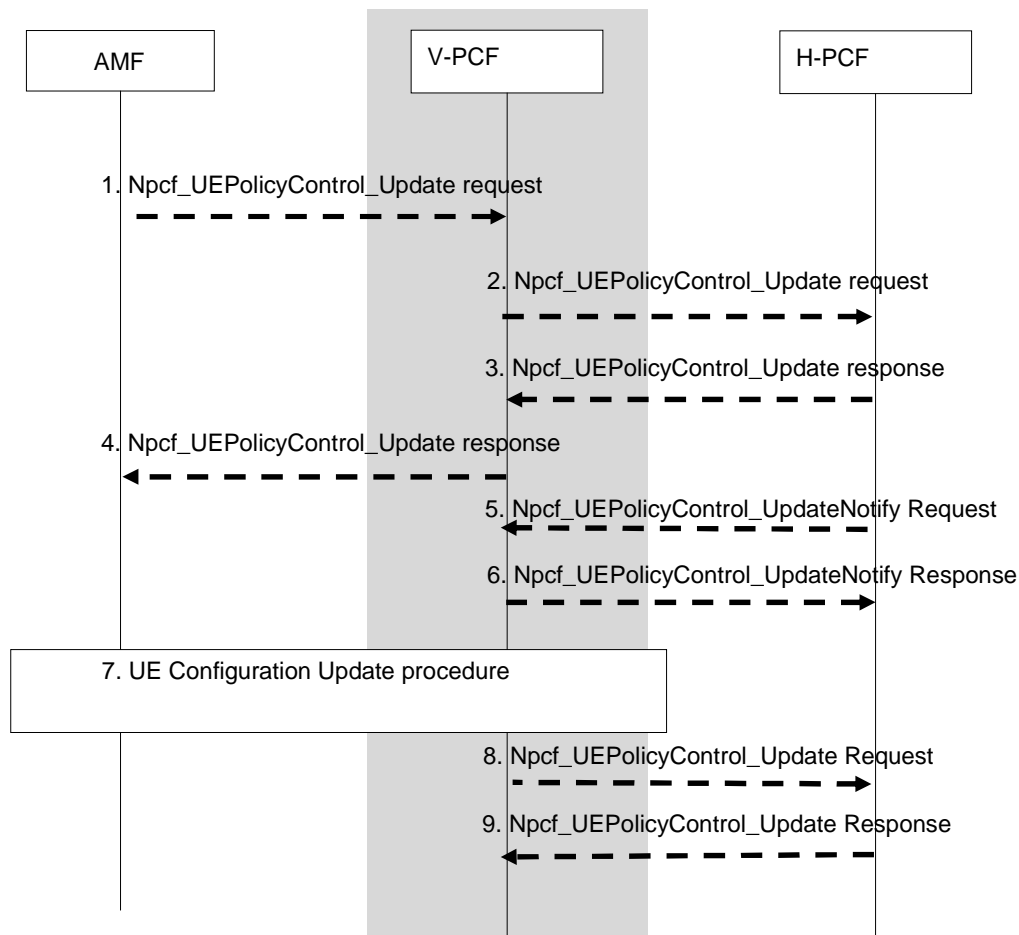 AMF
V-PCF
H-PCF
1. Npcf_UEPolicyControl_Update request
2. Npcf_UEPolicyControl_Update request
3. Npcf_UEPolicyControl_Update response
4. Npcf_UEPolicyControl_Update response
5. Npcf_UEPolicyControl_UpdateNotify Request
6. Npcf_UEPolicyControl_UpdateNotify Response
7. UE Configuration Update procedure
8. Npcf_UEPolicyControl_Update Request
9. Npcf_UEPolicyControl_Update Response